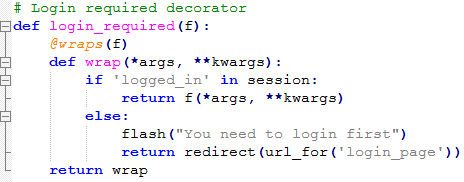 # Login required decorator
def login_required(f):
    @wraps(f)
    def wrap(*args, **kwargs):
        if 'logged_in' in session:
            return f(*args, **kwargs)
        else:
            flash("You need to login first")
            return redirect(url_for('login_page'))
    return wrap